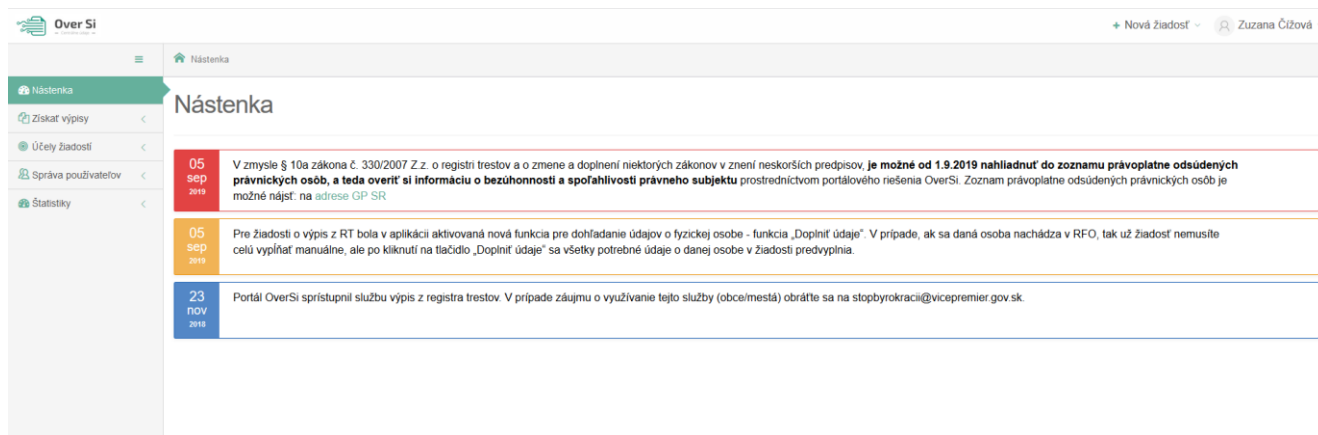 Over Si
+ Nová žiadosť
Zuzana Čížová
Nástenka
Nástenka
Získať výpisy
Účely žiadostí
Správa používateľov
Štatistiky
Nástenka
05
sep
2019
V zmysle § 10a zákona č. 330/2007 Z.z. o registri trestov a o zmene a doplnení niektorých zákonov v znení neskorších predpisov, je možné od 1.9.2019 nahliadnuť do zoznamu právoplatne odsúdených
právnických osôb, a teda overiť si informáciu o bezúhonnosti a spoľahlivosti právneho subjektu prostredníctvom portálového riešenia OverSi. Zoznam právoplatne odsúdených právnických osôb je
možné nájsť: na adrese GP SR
05
sep
2019
Pre žiadosti o výpis z RT bola v aplikácii aktivovaná nová funkcia pre dohľadanie údajov o fyzickej osobe - funkcia „Doplniť údaje“. V prípade, ak sa daná osoba nachádza v RFO, tak už žiadosť nemusíte
celú vypĺňať manuálne, ale po kliknutí na tlačidlo „Doplniť údaje“ sa všetky potrebné údaje o danej osobe v žiadosti predvyplnia.
23
nov
2018
Portál OverSi sprístupnil službu výpis z registra trestov. V prípade záujmu o využívanie tejto služby (obce/mestá) obráťte sa na stopbyrokracii@vicepremier.gov.sk.